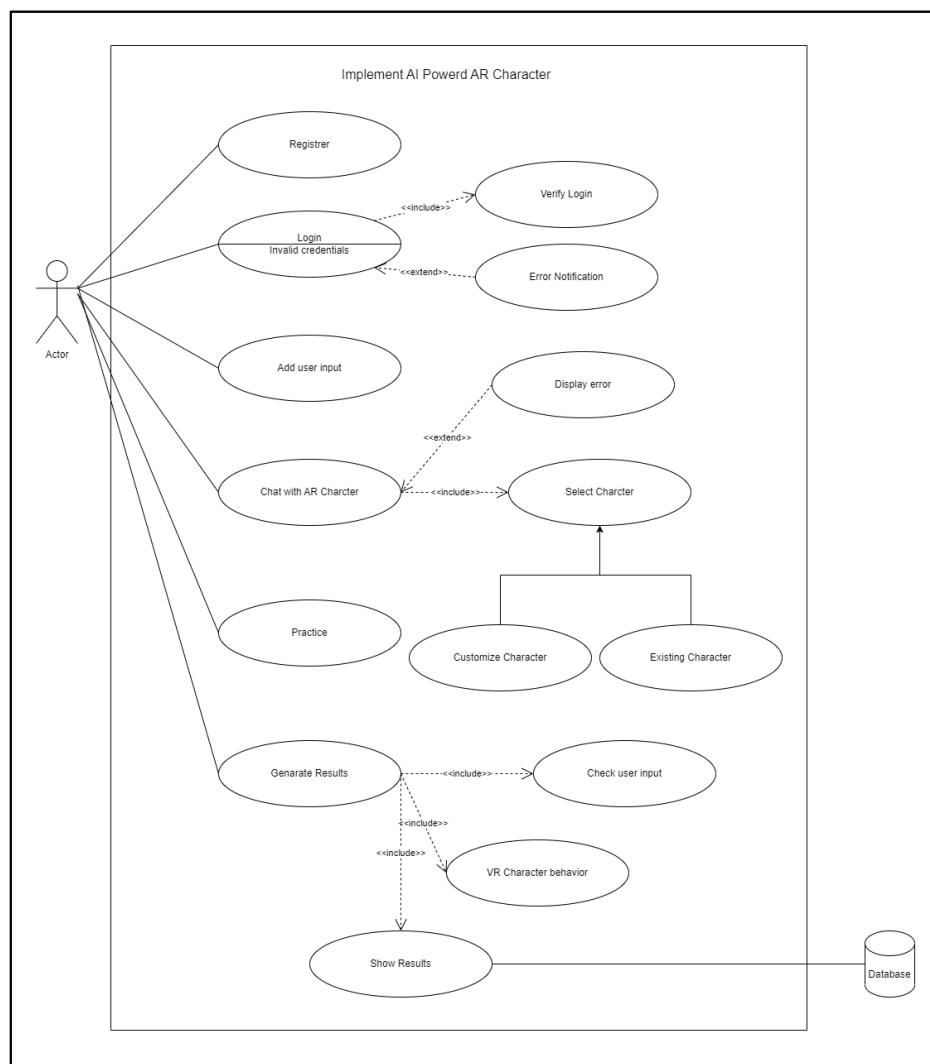 Implement AI Powerd AR Character
Registrer
Verify Login
<<include>>
Login
Invalid credentials
<<extend>>
Error Notification
Actor
Add user input
Display error
<<extend>>
Chat with AR Charcter
<<include>>
Select Charcter
Practice
Customize Character
Existing Character
Genarate Results
<<include>>
Check user input
<<include>>
<<include>>
VR Character behavior
Show Results
Database